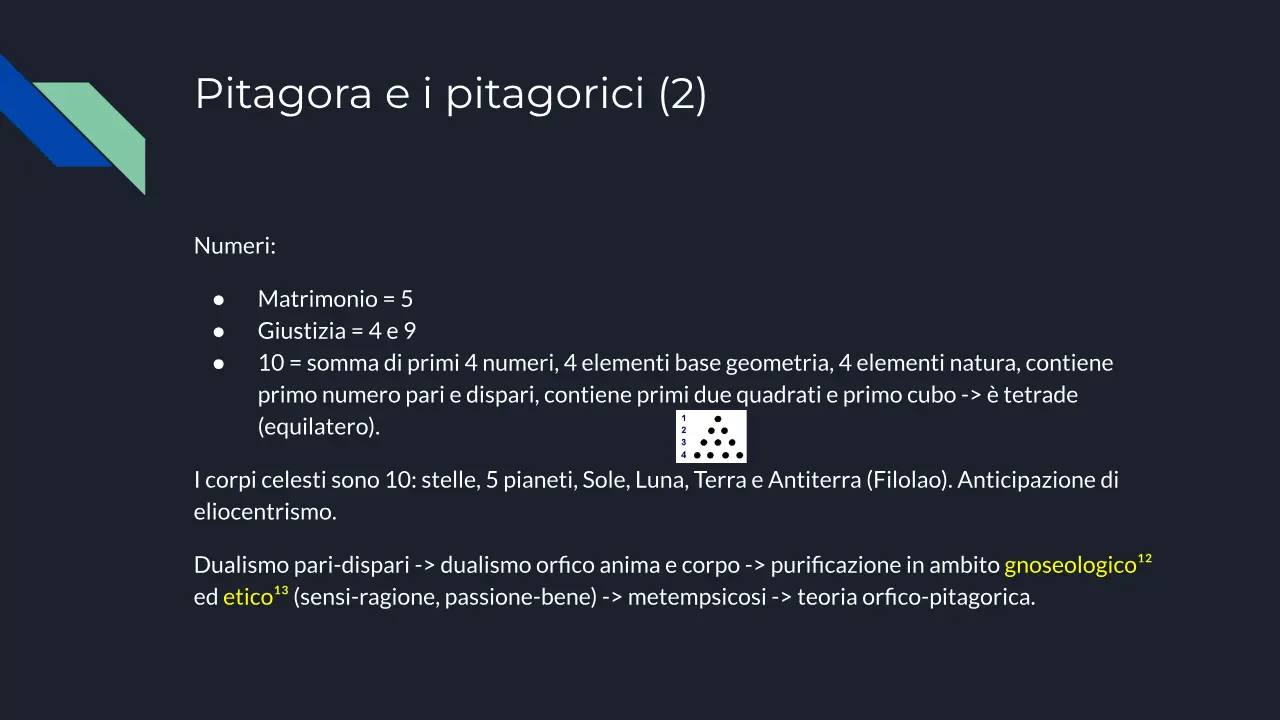 Pitagora e i pitagorici (2)
Numeri:
● Matrimonio = 5
● Giustizia = 4 e 9
● 10 = somma di primi 4 numeri, 4 elementi base geometria, 4 elementi natura, contiene
primo numero pari e dispari, contiene primi due quadrati e primo cubo -> è tetrade
(equilatero).
1
2
3
4
I corpi celesti sono 10: stelle, 5 pianeti, Sole, Luna, Terra e Antiterra (Filolao). Anticipazione di
eliocentrismo.
Dualismo pari-dispari -> dualismo orfico anima e corpo -> purificazione in ambito gnoseologico¹²
ed etico¹³ (sensi-ragione, passione-bene) -> metempsicosi -> teoria orfico-pitagorica.